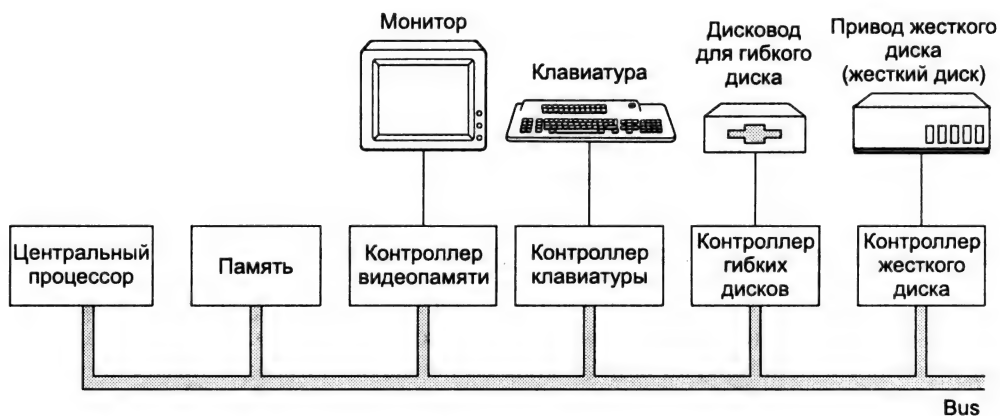 Монитор
Клавиатура
Дисковод
для гибкого
диска
Привод жесткого
диска
(жесткий диск)
Центральный
процессор
Память
Контроллер
видеопамяти
Контроллер
клавиатуры
Контроллер
гибких
дисков
Контроллер
жесткого
диска
Bus